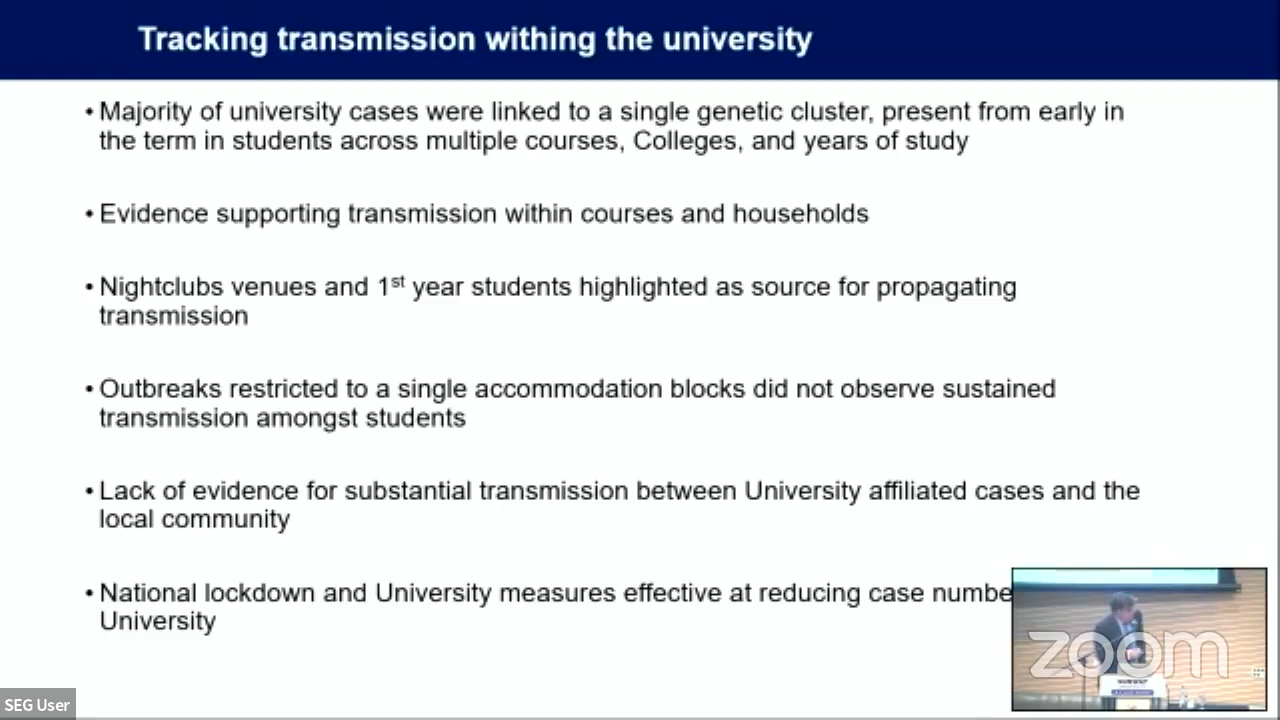 Tracking transmission withing the university
• Majority of university cases were linked to a single genetic cluster, present from early in
the term in students across multiple courses, Colleges, and years of study
• Evidence supporting transmission within courses and households
• Nightclubs venues and 1st year students highlighted as source for propagating
transmission
• Outbreaks restricted to a single accommodation blocks did not observe sustained
transmission amongst students
• Lack of evidence for substantial transmission between University affiliated cases and the
local community
• National lockdown and University measures effective at reducing case numbe
University
zoom
SEG User